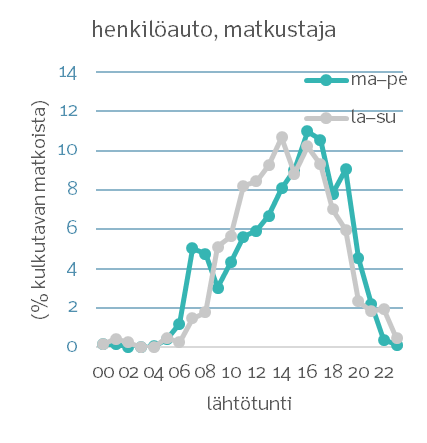 henkilöauto, matkustaja
(% kulkutavan matkoista)
14
12
10
8
6
4
2
0
ma–pe
la–su
00 02 04 06 08 10 12 14 16 18 20 22
lähtötunti